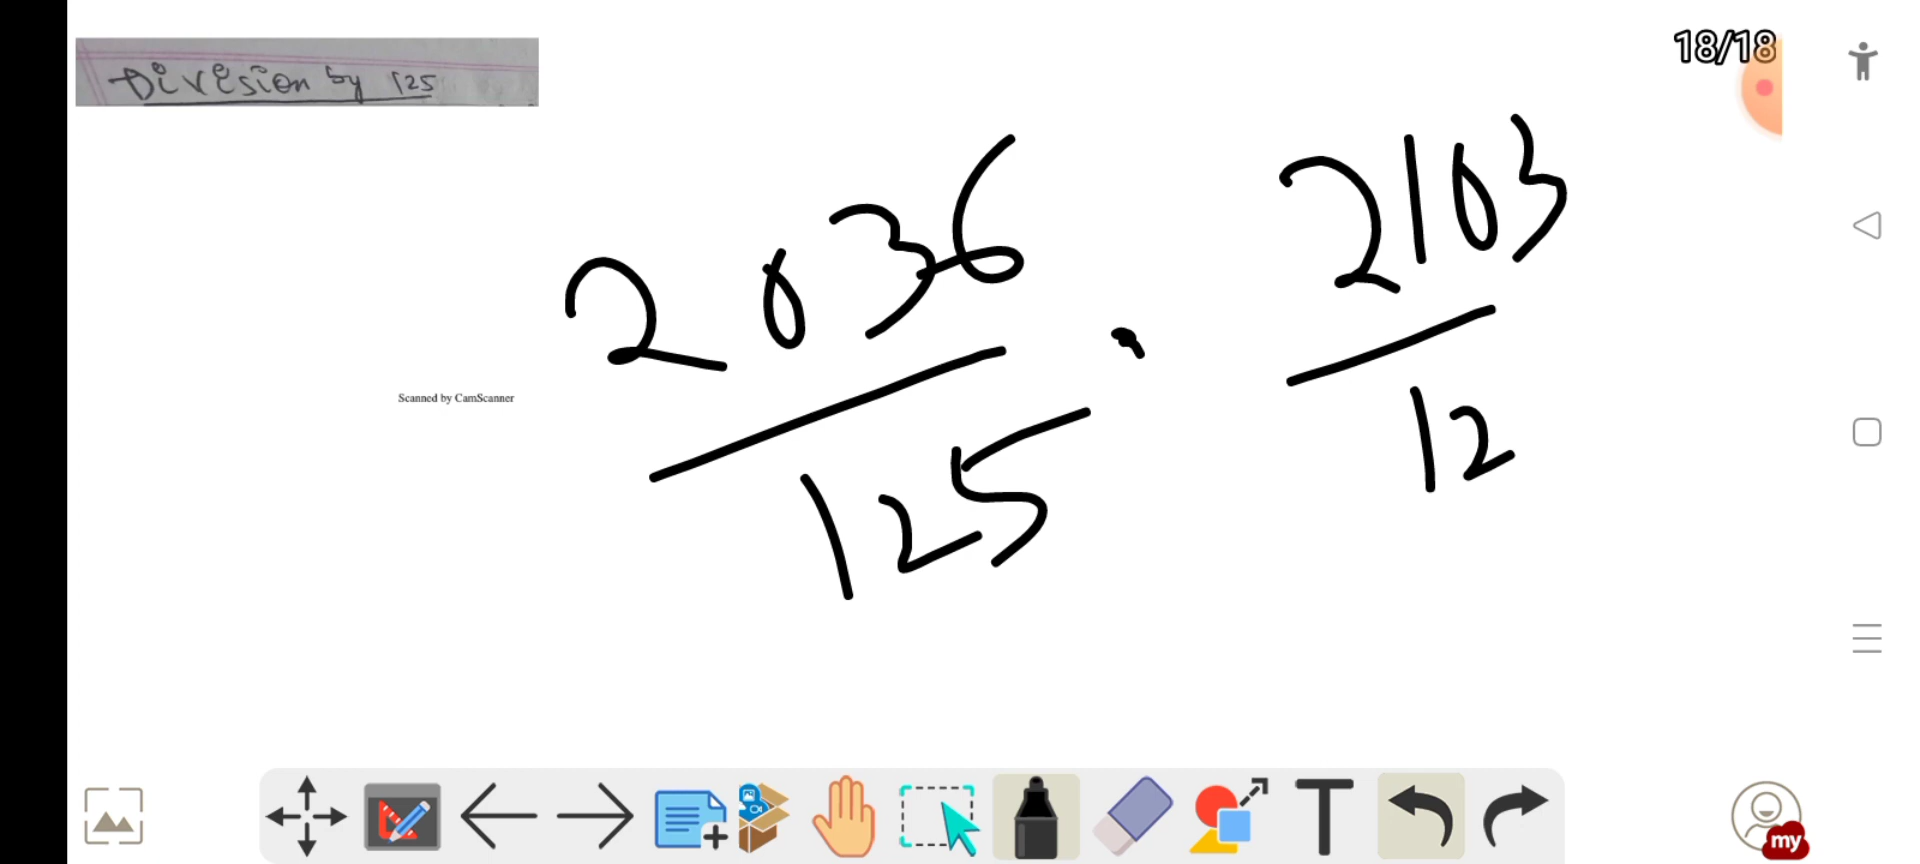 18/18
Division by 125
2036 2103
125 , 12
Scanned by CamScanner
T
my